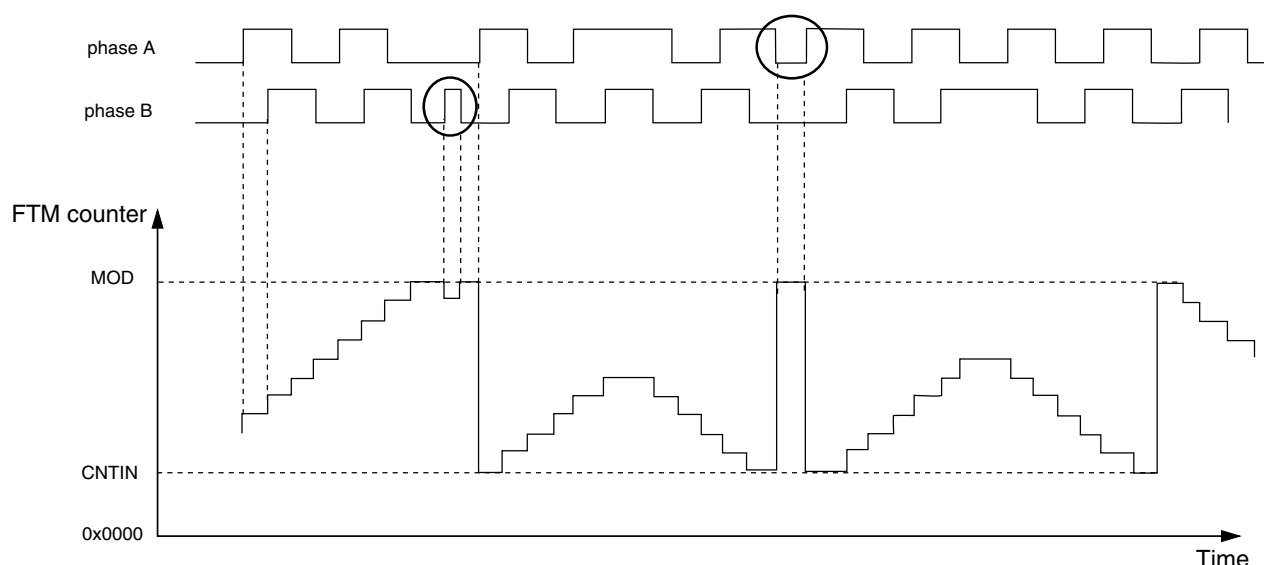 phase A
phase B
FTM counter
MOD
CNTIN
0x0000
Time